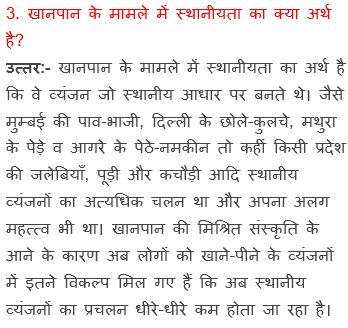 3. खानपान के मामले में स्थानीयता का क्या अर्थ
है?
उत्तर:- खानपान के मामले में स्थानीयता का अर्थ है
कि वे व्यंजन जो स्थानीय आधार पर बनते थे। जैसे
मुम्बई की पाव-भाजी, दिल्ली के छोले-कुलचे, मथुरा
के पेड़े व आगरे के पेठे-नमकीन तो कहीं किसी प्रदेश
की जलेबियाँ, पूड़ी और कचौड़ी आदि स्थानीय
व्यंजनों का अत्यधिक चलन था और अपना अलग
महत्त्व भी था। खानपान की मिश्रित संस्कृति के
आने के कारण अब लोगों को खाने-पीने के व्यंजनों
में इतने विकल्प मिल गए हैं कि अब स्थानीय
व्यंजनों का प्रचलन धीरे-धीरे कम होता जा रहा है।